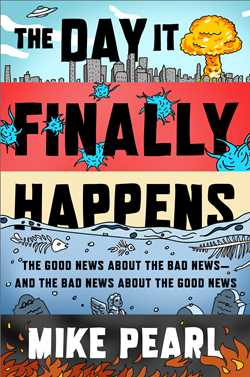 THE DAY IT
FINALLY
HAPPENS
THE GOOD NEWS ABOUT THE BAD NEWS—
AND THE BAD NEWS ABOUT THE GOOD NEWS
MIKE PEARL